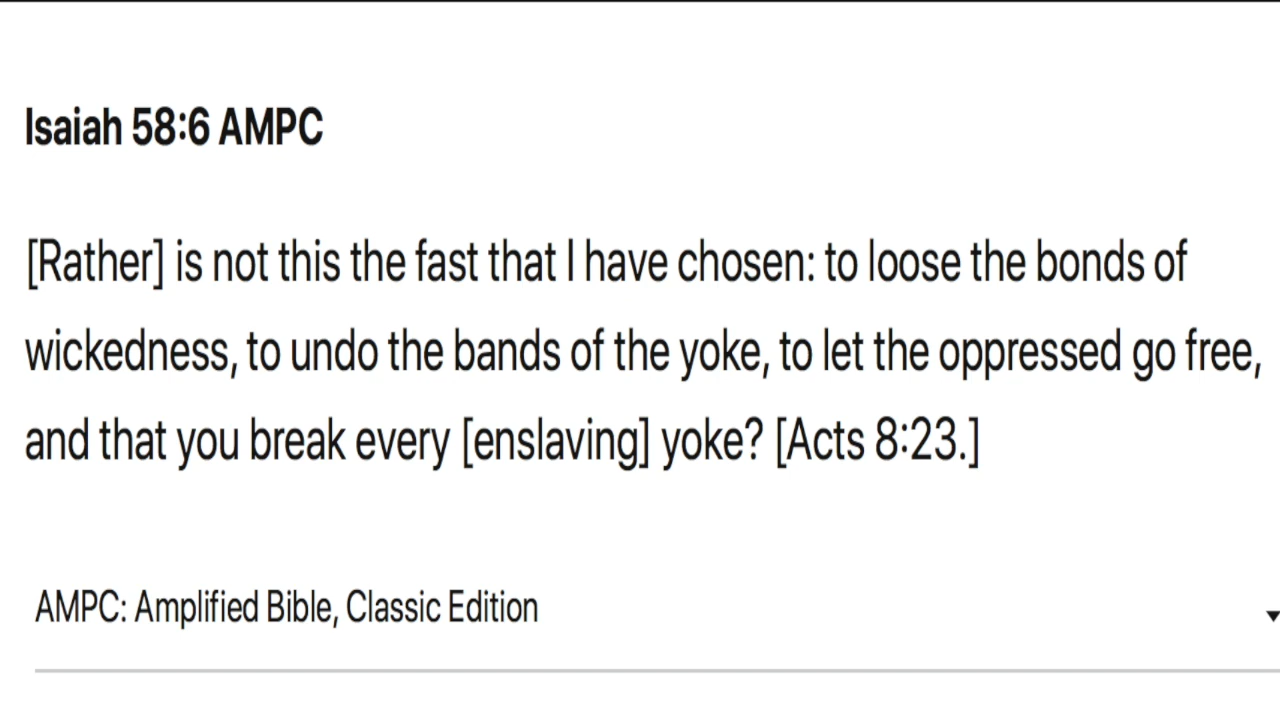 Isaiah 58:6 AMPC
[Rather] is not this the fast that I have chosen: to loose the bonds of
wickedness, to undo the bands of the yoke, to let the oppressed go free,
and that you break every [enslaving] yoke? [Acts 8:23.]
AMPC: Amplified Bible, Classic Edition